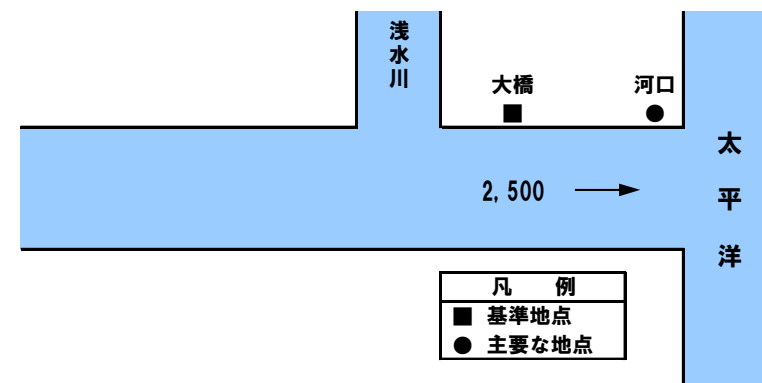 浅水川
大橋
河口
太平洋
2,500
凡 例
■ 基準地点
● 主要な地点